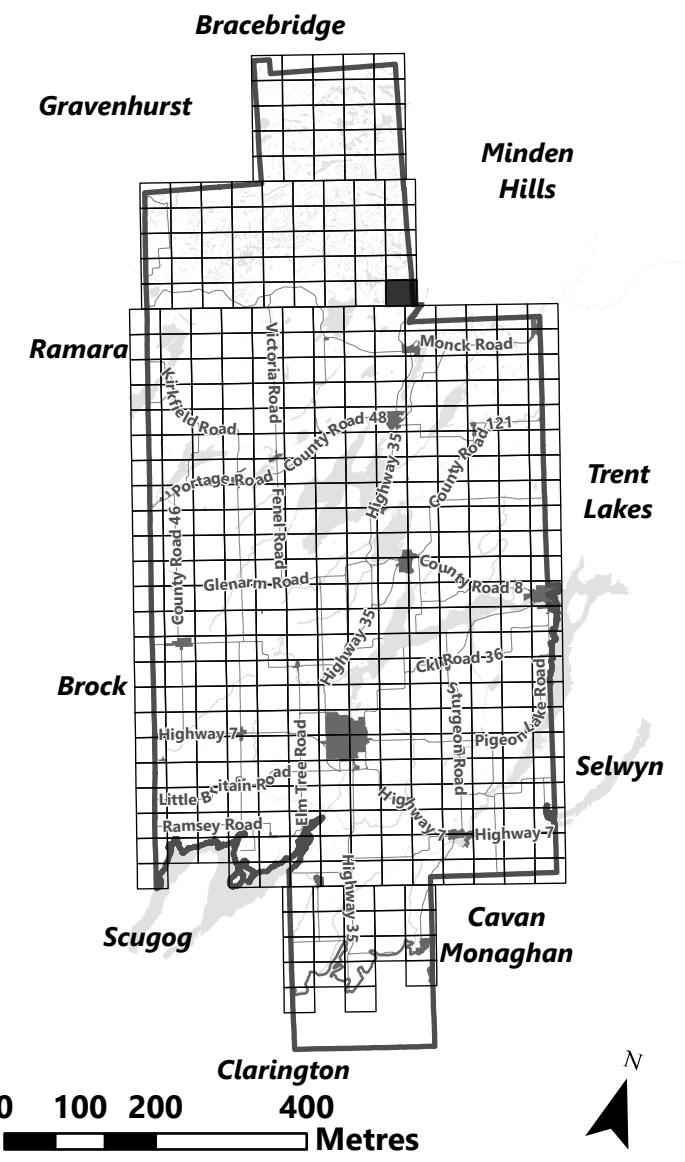 Bracebridge
Gravenhurst
Minden
Hills
Ramara
Monck Road
Victoria Road
Kirkfield Road
County Road 48
County Road 121
Highway 35
Portage Road
Trent
Lakes
Fenel Road
County Road 46
Glenarm Road
County Road 8
Highway 35
Ckl Road 36
Brock
Sturgeon Road
Pigeon Lake Road
Highway 7
Elm Tree Road
Selwyn
Little Britain Road
Highway 7
Highway 7
Ramsey Road
Highway 35
Scugog
Cavan
Monaghan
Clarington
N
0 100 200 400
Metres